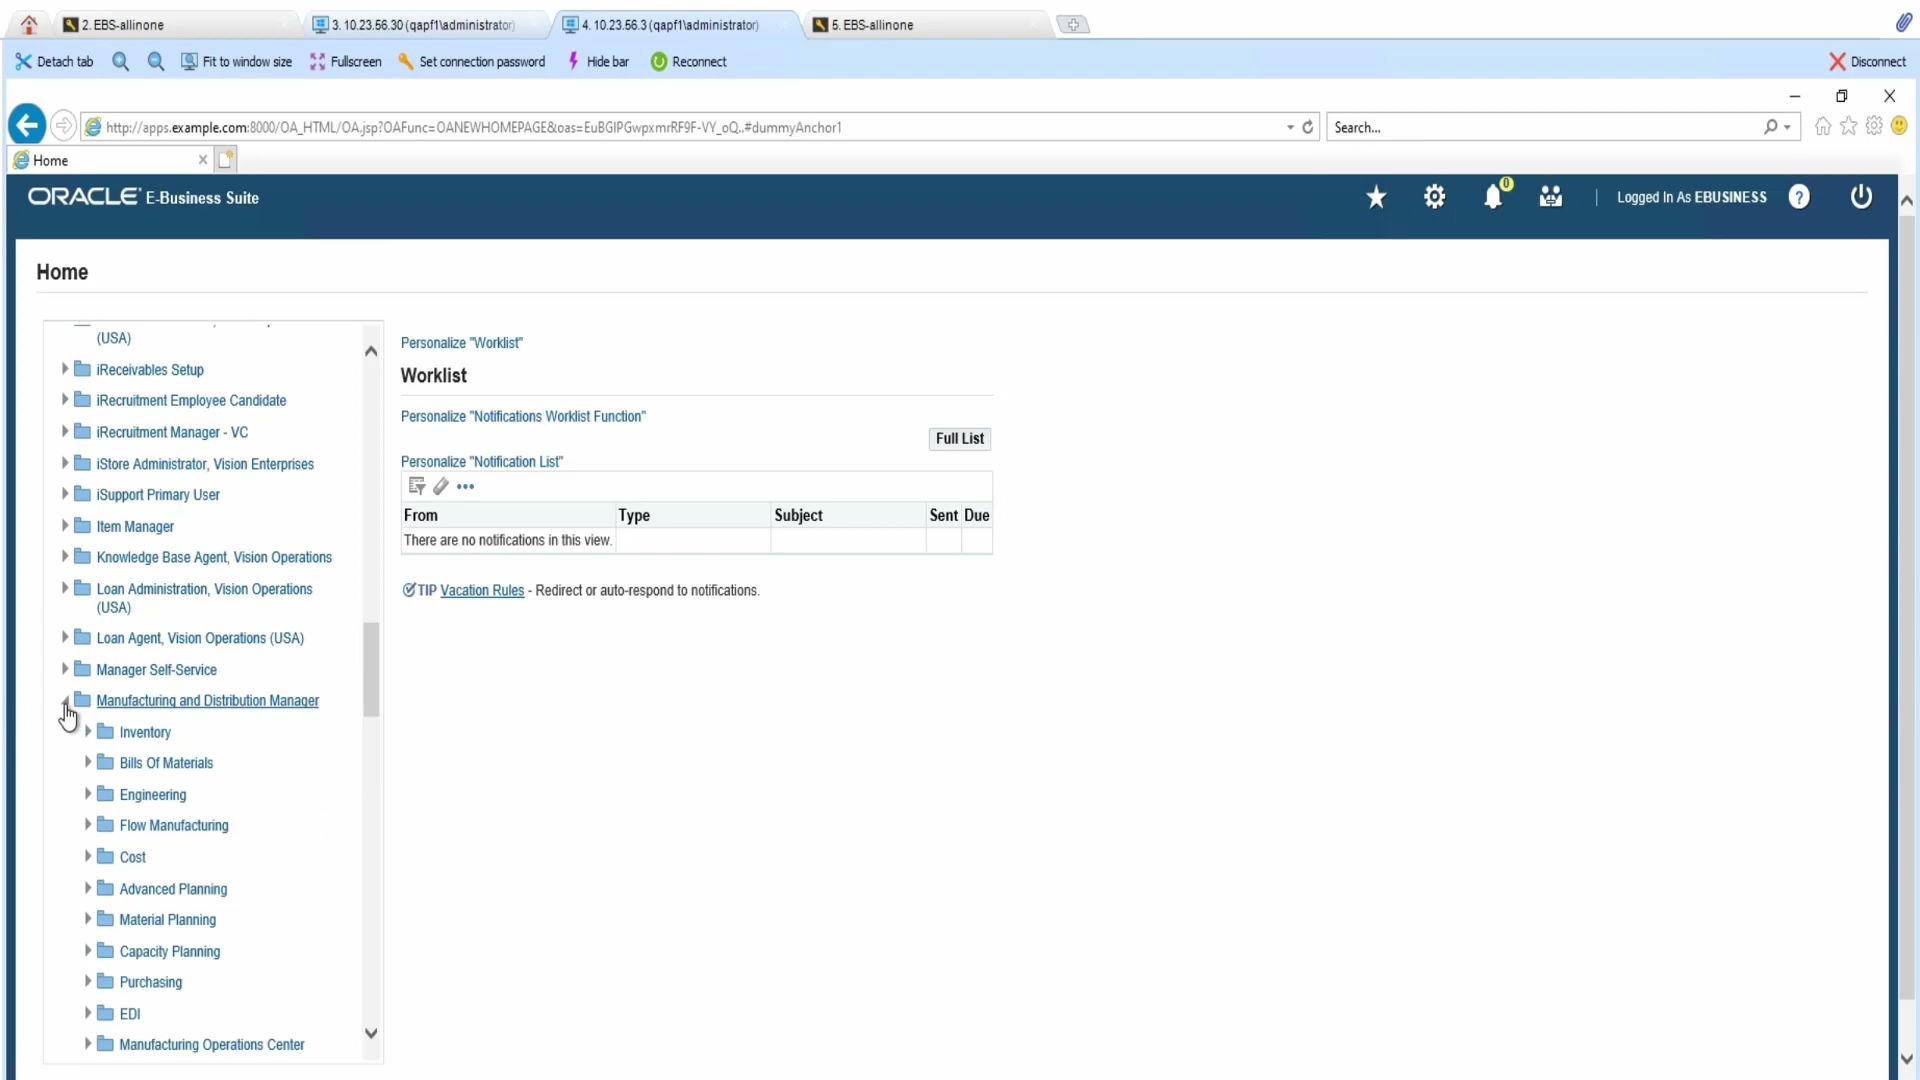 2. EBS-allinone
3. 10.23.56.30 (qapf1\administrator)
4. 10.23.56.3 (qapf1\administrator)
5. EBS-allinone
Detach tab
Fit to window size
Fullscreen
Set connection password
Hide bar
Reconnect
Disconnect
http://apps.example.com:8000/OA_HTML/OA.jsp?OAFunc=OANEWHOMEPAGE&oas=EuBGIPGwpxmrRF9F-VY_oQ..#dummyAnchor1
Search...
Home
ORACLE E-Business Suite
0
Logged In As EBUSINESS
?
Home
(USA)
iReceivables Setup
iRecruitment Employee Candidate
iRecruitment Manager - VC
iStore Administrator, Vision Enterprises
iSupport Primary User
Item Manager
Knowledge Base Agent, Vision Operations
Loan Administration, Vision Operations
(USA)
Loan Agent, Vision Operations (USA)
Manager Self-Service
Manufacturing and Distribution Manager
Inventory
Bills Of Materials
Engineering
Flow Manufacturing
Cost
Advanced Planning
Material Planning
Capacity Planning
Purchasing
EDI
Manufacturing Operations Center
Personalize "Worklist"
Worklist
Personalize "Notifications Worklist Function"
Full List
Personalize "Notification List"
From Type Subject Sent Due
There are no notifications in this view.
TIP Vacation Rules - Redirect or auto-respond to notifications.